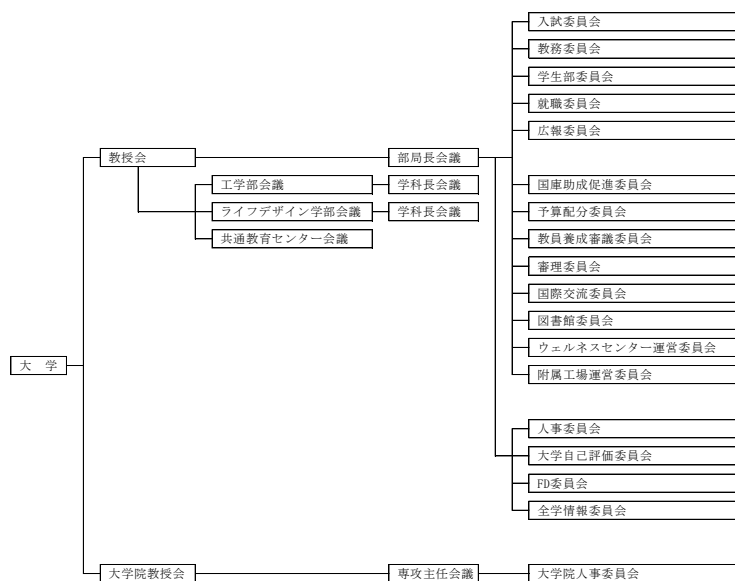 入試委員会
教務委員会
学生部委員会
就職委員会
広報委員会
教授会
部局長会議
工学部会議
学科長会議
国庫助成促進委員会
ライフデザイン学部会議
学科長会議
予算配分委員会
共通教育センター会議
教員養成審議委員会
審理委員会
国際交流委員会
図書館委員会
ウェルネスセンター運営委員会
大　学
附属工場運営委員会
人事委員会
大学自己評価委員会
FD委員会
全学情報委員会
大学院教授会
専攻主任会議
大学院人事委員会